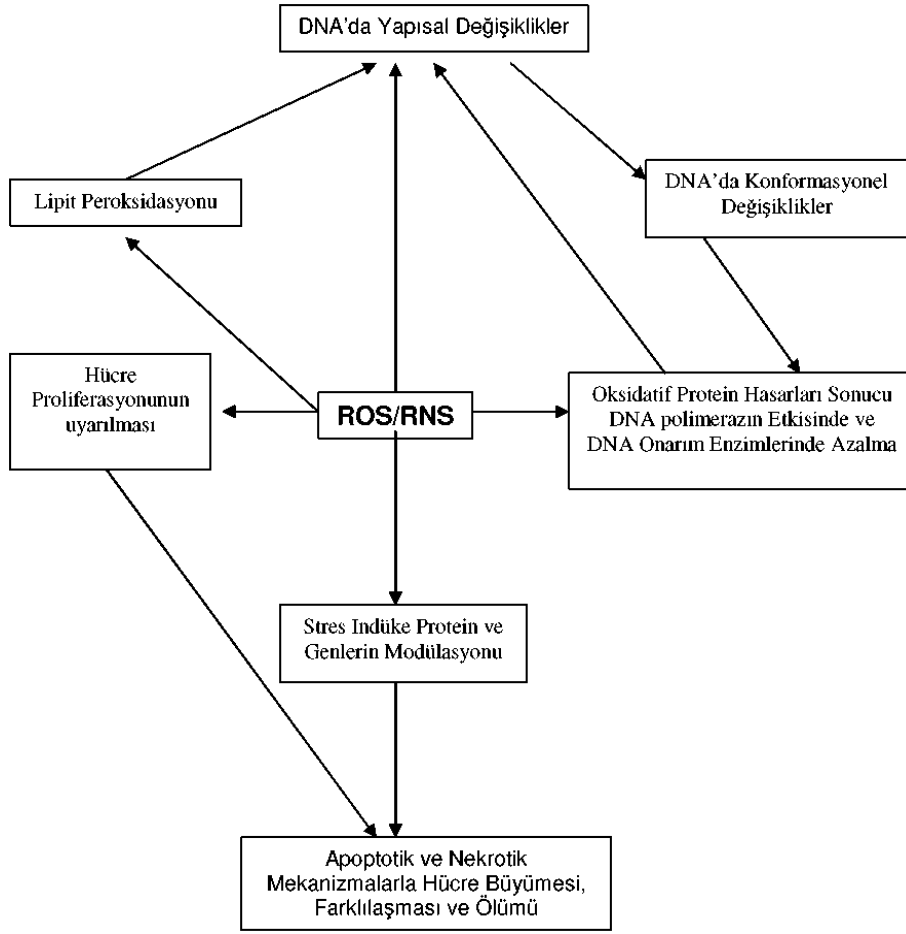 DNA'da Yapısal Değişiklikler
Lipit Peroksidasyonu
DNA'da Konformasyonel
Değişiklikler
Hücre
Proliferasyonunun
uyarılması
ROS/RNS
Oksidatif Protein Hasarları Sonucu
DNA polimerazın Etkisinde ve
DNA Onarım Enzimlerinde Azalma
Stres Indüke Protein ve
Genlerin Modülasyonu
Apoptotik ve Nekrotik
Mekanizmalarla Hücre Büyümesi,
Farklılaşması ve Ölümü